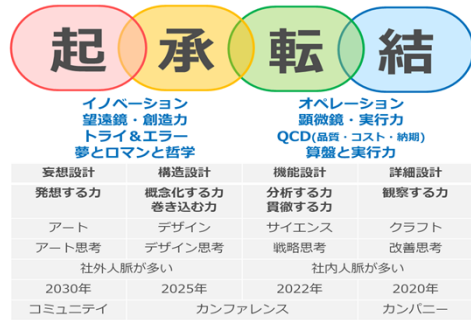 起 承 転 結
イノベーション オペレーション
望遠鏡・創造力 顕微鏡・実行力
トライ&エラー QCD(品質・コスト・納期)
夢とロマンと哲学 算盤と実行力
妄想設計 構造設計 機能設計 詳細設計
発想する力 概念化する力 分析する力 観察する力
巻き込む力 貫徹する力
アート デザイン サイエンス クラフト
アート思考 デザイン思考 戦略思考 改善思考
社外人脈が多い 社内人脈が多い
2030年 2025年 2022年 2020年
コミュニテイ カンファレンス カンパニー